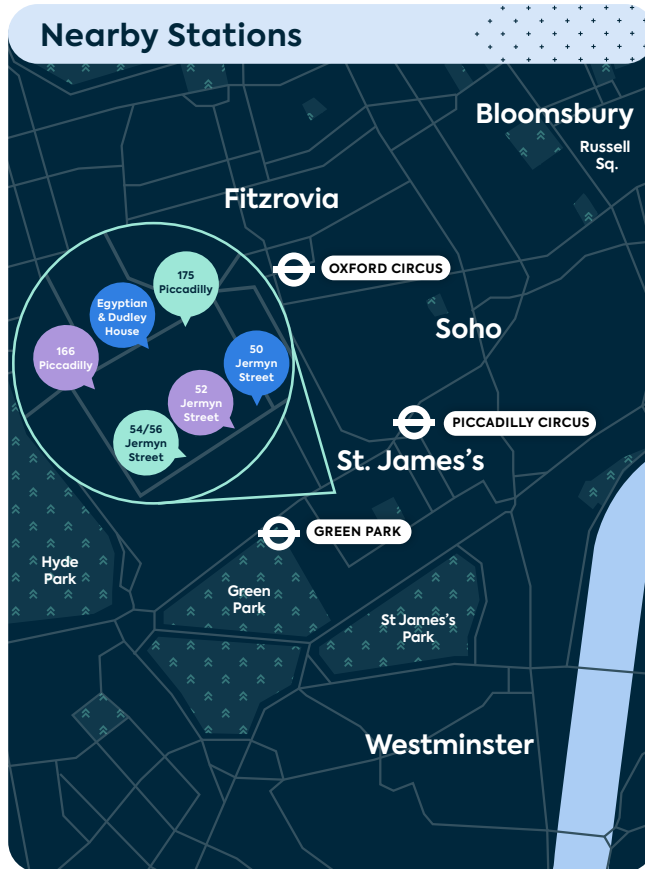 Nearby Stations
Bloomsbury
Russell
Sq.
Fitzrovia
OXFORD CIRCUS
175
Piccadilly
Egyptian
& Dudley
House
166
Piccadilly
50
Jermyn
Street
52
Jermyn
Street
54/56
Jermyn
Street
Soho
PICCADILLY CIRCUS
St. James's
GREEN PARK
Hyde
Park
Green
Park
St James's
Park
Westminster